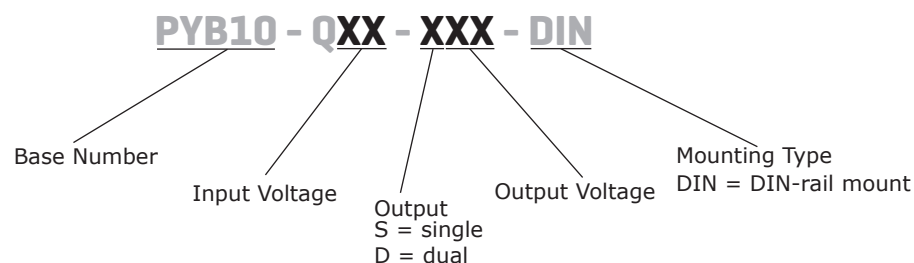 PYB10 - QXX - XXX - DIN
Base Number
Input Voltage
Output
S = single
D = dual
Output Voltage
Mounting Type
DIN = DIN-rail mount